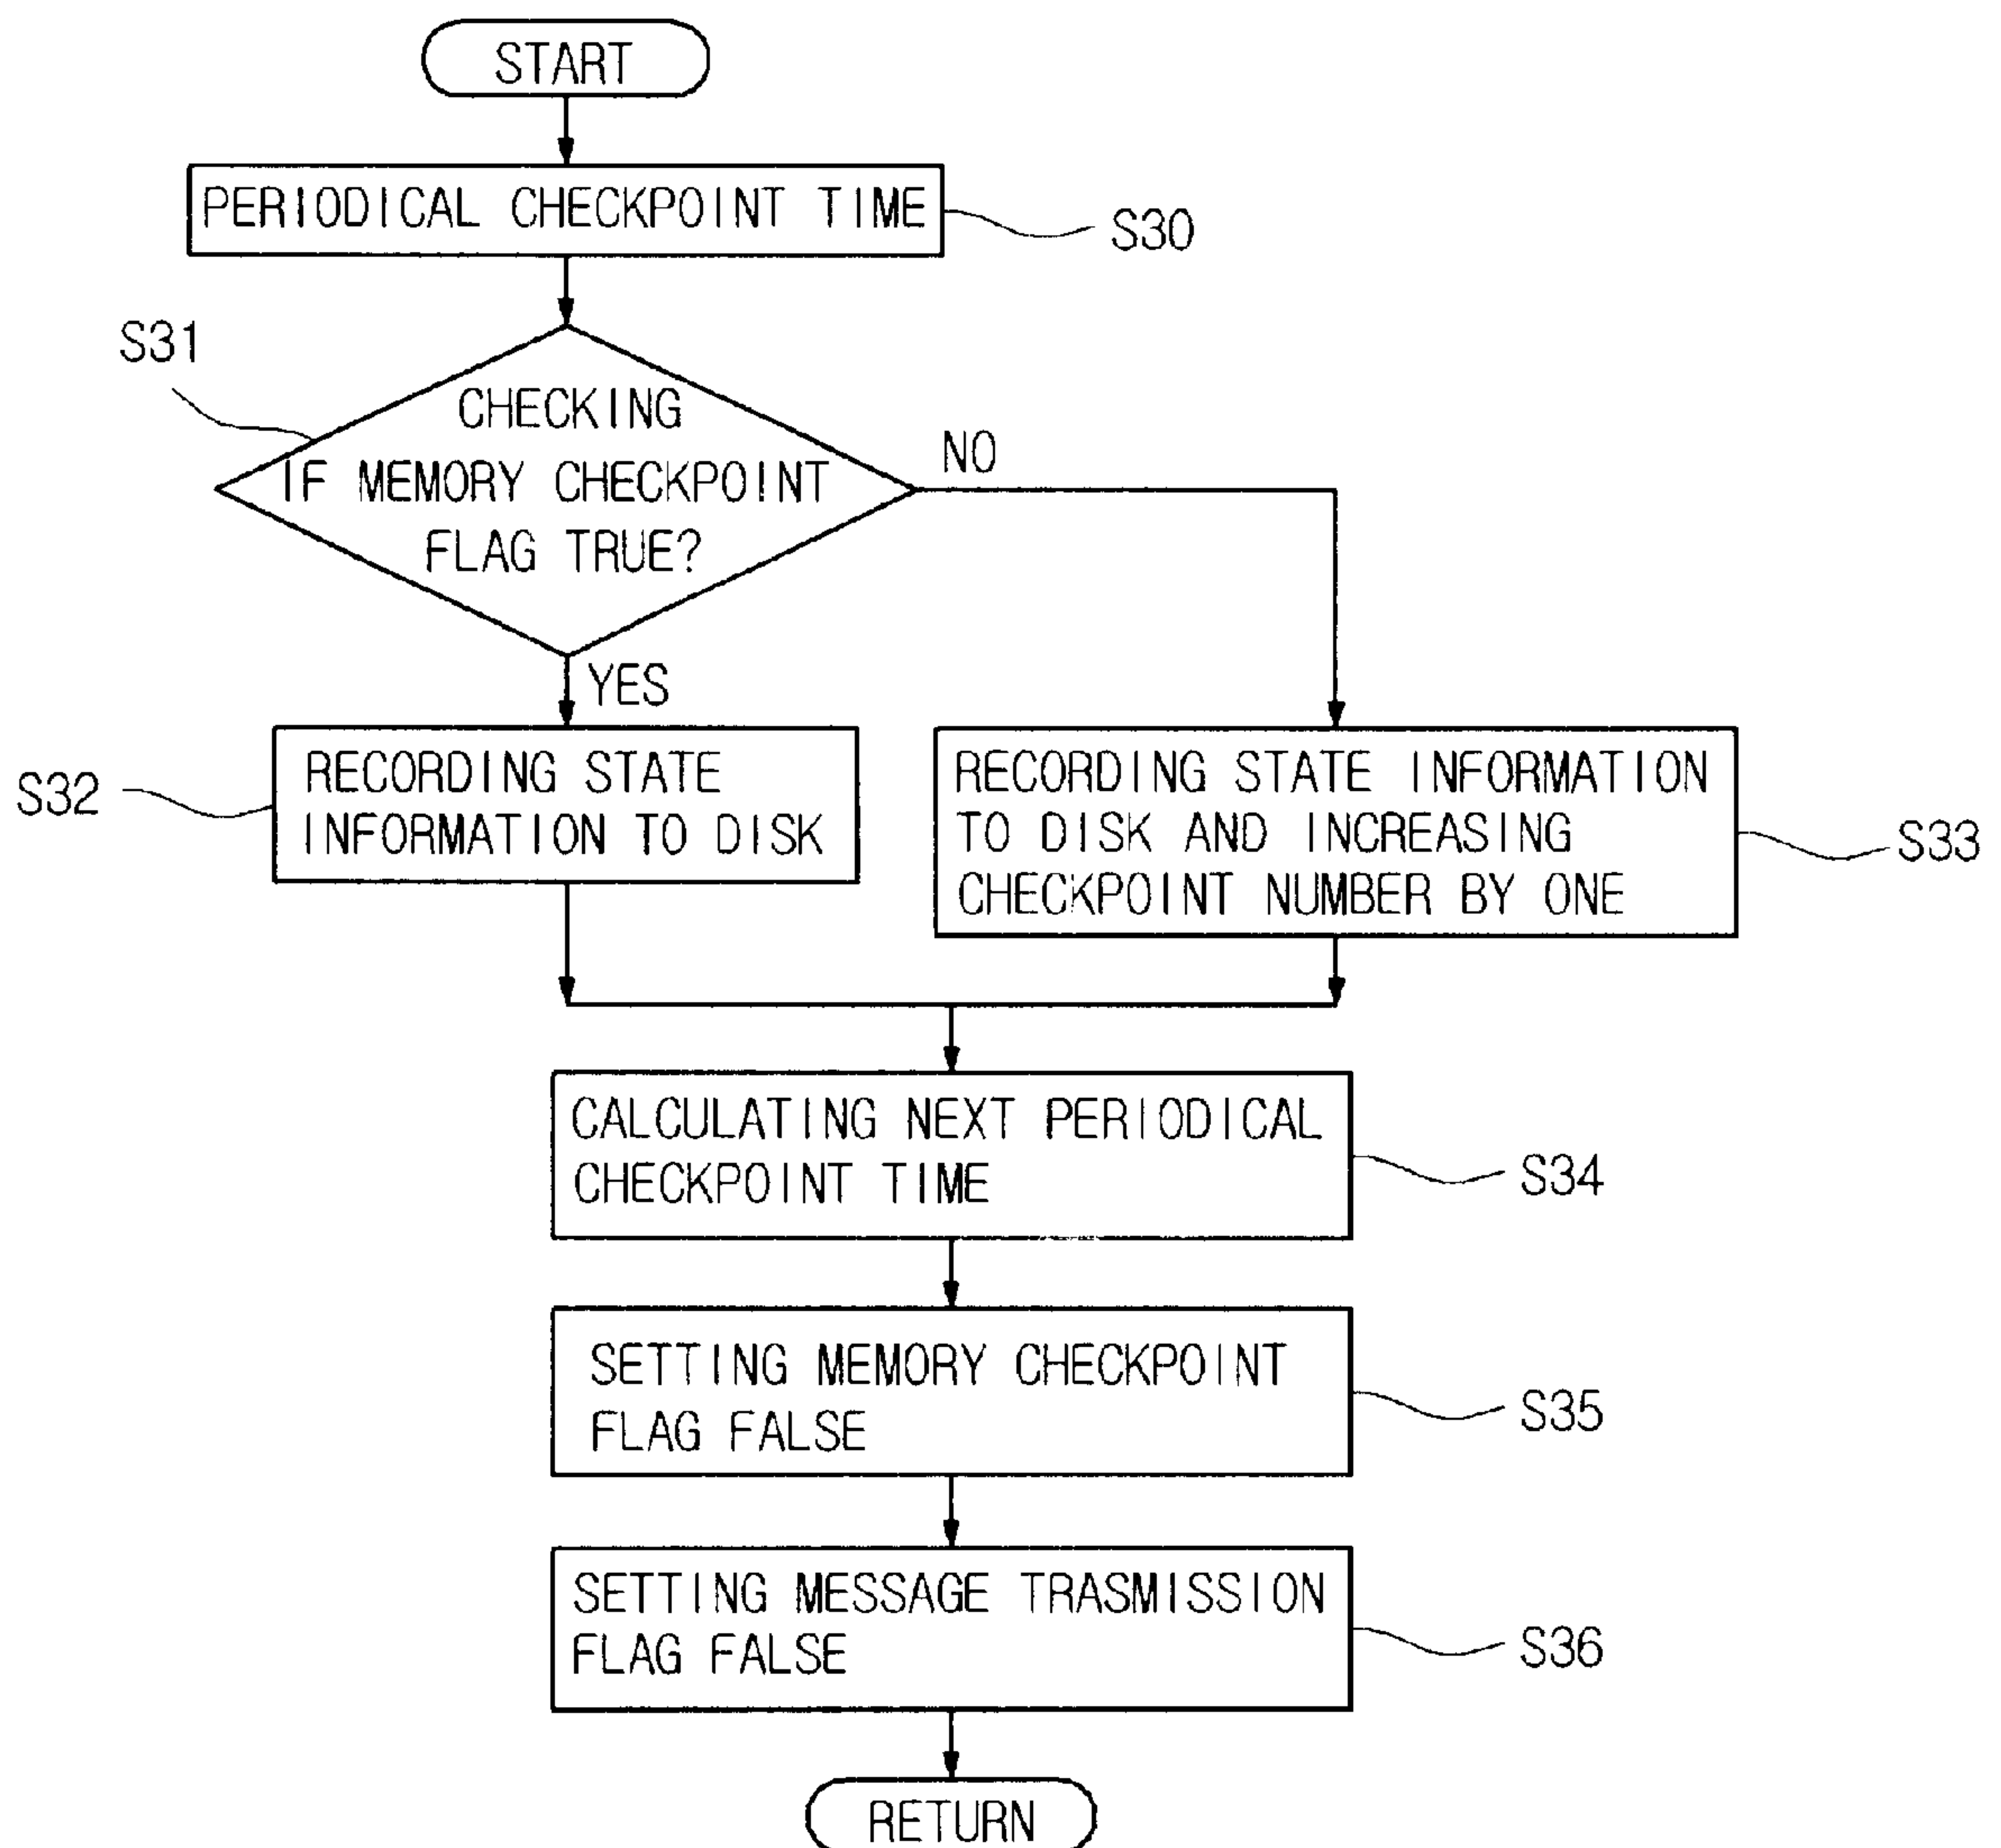 START
PERIODICAL CHECKPOINT TIME
S30
S31
CHECKING
IF MEMORY CHECKPOINT
FLAG TRUE?
NO
YES
S32
RECORDING STATE
INFORMATION TO DISK
RECORDING STATE INFORMATION
TO DISK AND INCREASING
CHECKPOINT NUMBER BY ONE
S33
CALCULATING NEXT PERIODICAL
CHECKPOINT TIME
S34
SETTING MEMORY CHECKPOINT
FLAG FALSE
S35
SETTING MESSAGE TRASMISSION
FLAG FALSE
S36
RETURN